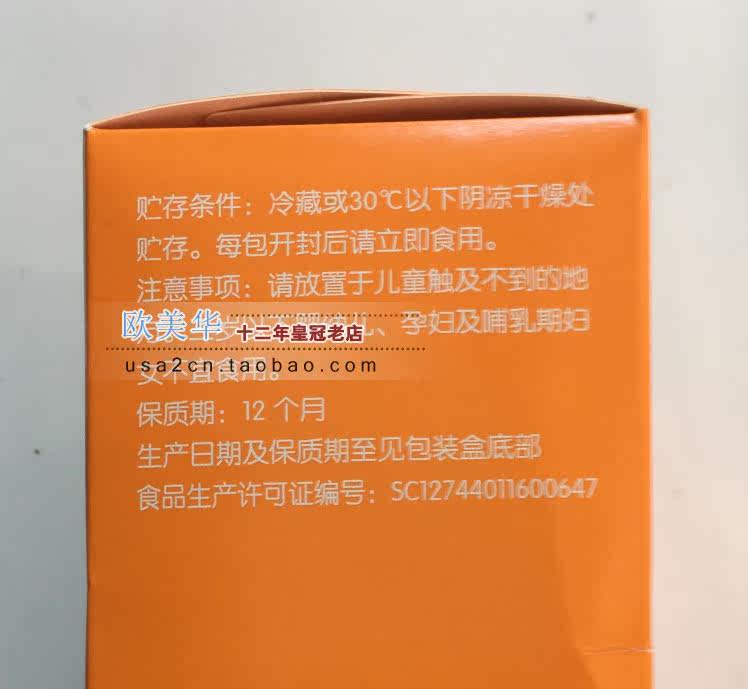 贮存条件：冷藏或30℃以下阴凉干燥处
贮存。每包开封后请立即食用。
注意事项：请放置于儿童触及不到的地
欧美华 十二年皇冠老店
岁 儿、孕妇及哺乳期妇
usa2cn.taobao.com
女不宜食用。
保质期：12个月
生产日期及保质期至见包装盒底部
食品生产许可证编号：SC12744011600647